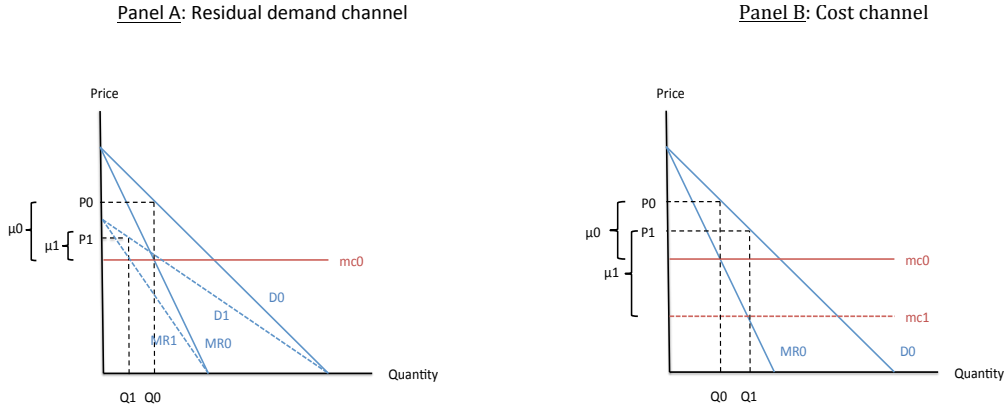 Panel A: Residual demand channel
Price
P0
μ0
μ1
P1
mc0
D0
D1
MR1
MR0
Quantity
Q1
Q0
Panel B: Cost channel
Price
P0
μ0
P1
mc0
μ1
mc1
MR0
D0
Quantity
Q0
Q1